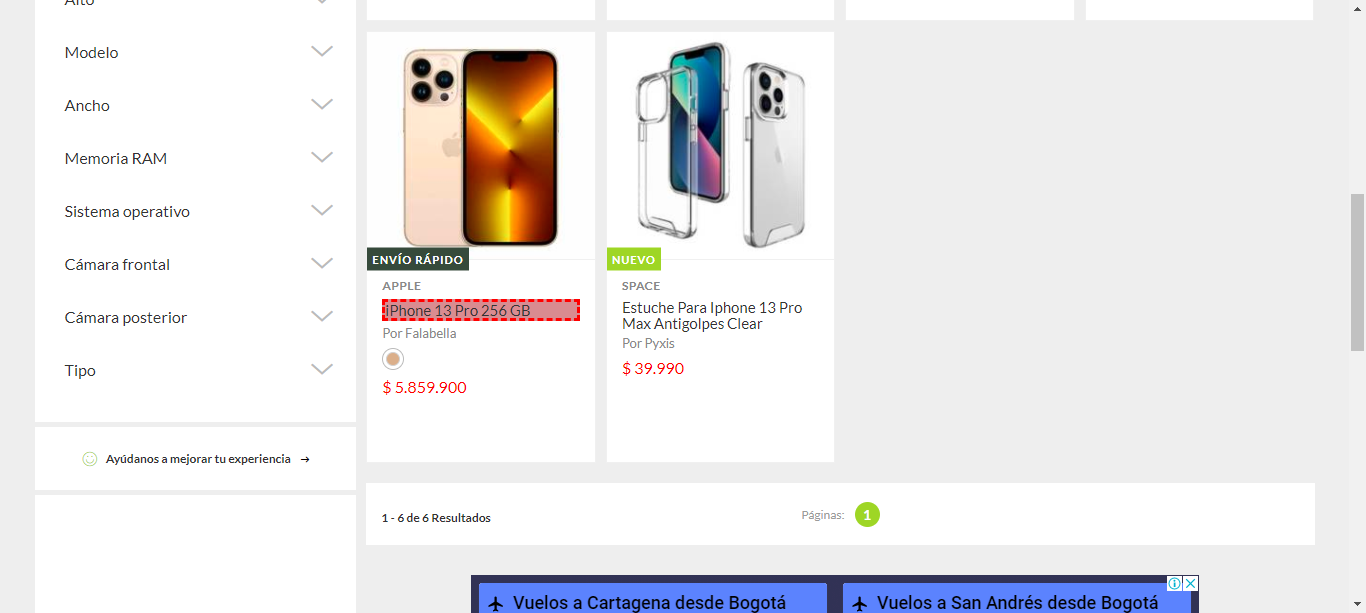 Alto
Modelo
Ancho
Memoria RAM
Sistema operativo
Cámara frontal
Cámara posterior
Tipo
Ayúdanos a mejorar tu experiencia →
ENVÍO RÁPIDO
APPLE
iPhone 13 Pro 256 GB
Por Falabella
$ 5.859.900
NUEVO
SPACE
Estuche Para Iphone 13 Pro
Max Antigolpes Clear
Por Pyxis
$ 39.990
1 - 6 de 6 Resultados
Páginas: 1
Vuelos a Cartagena desde Bogotá
Vuelos a San Andrés desde Bogotá